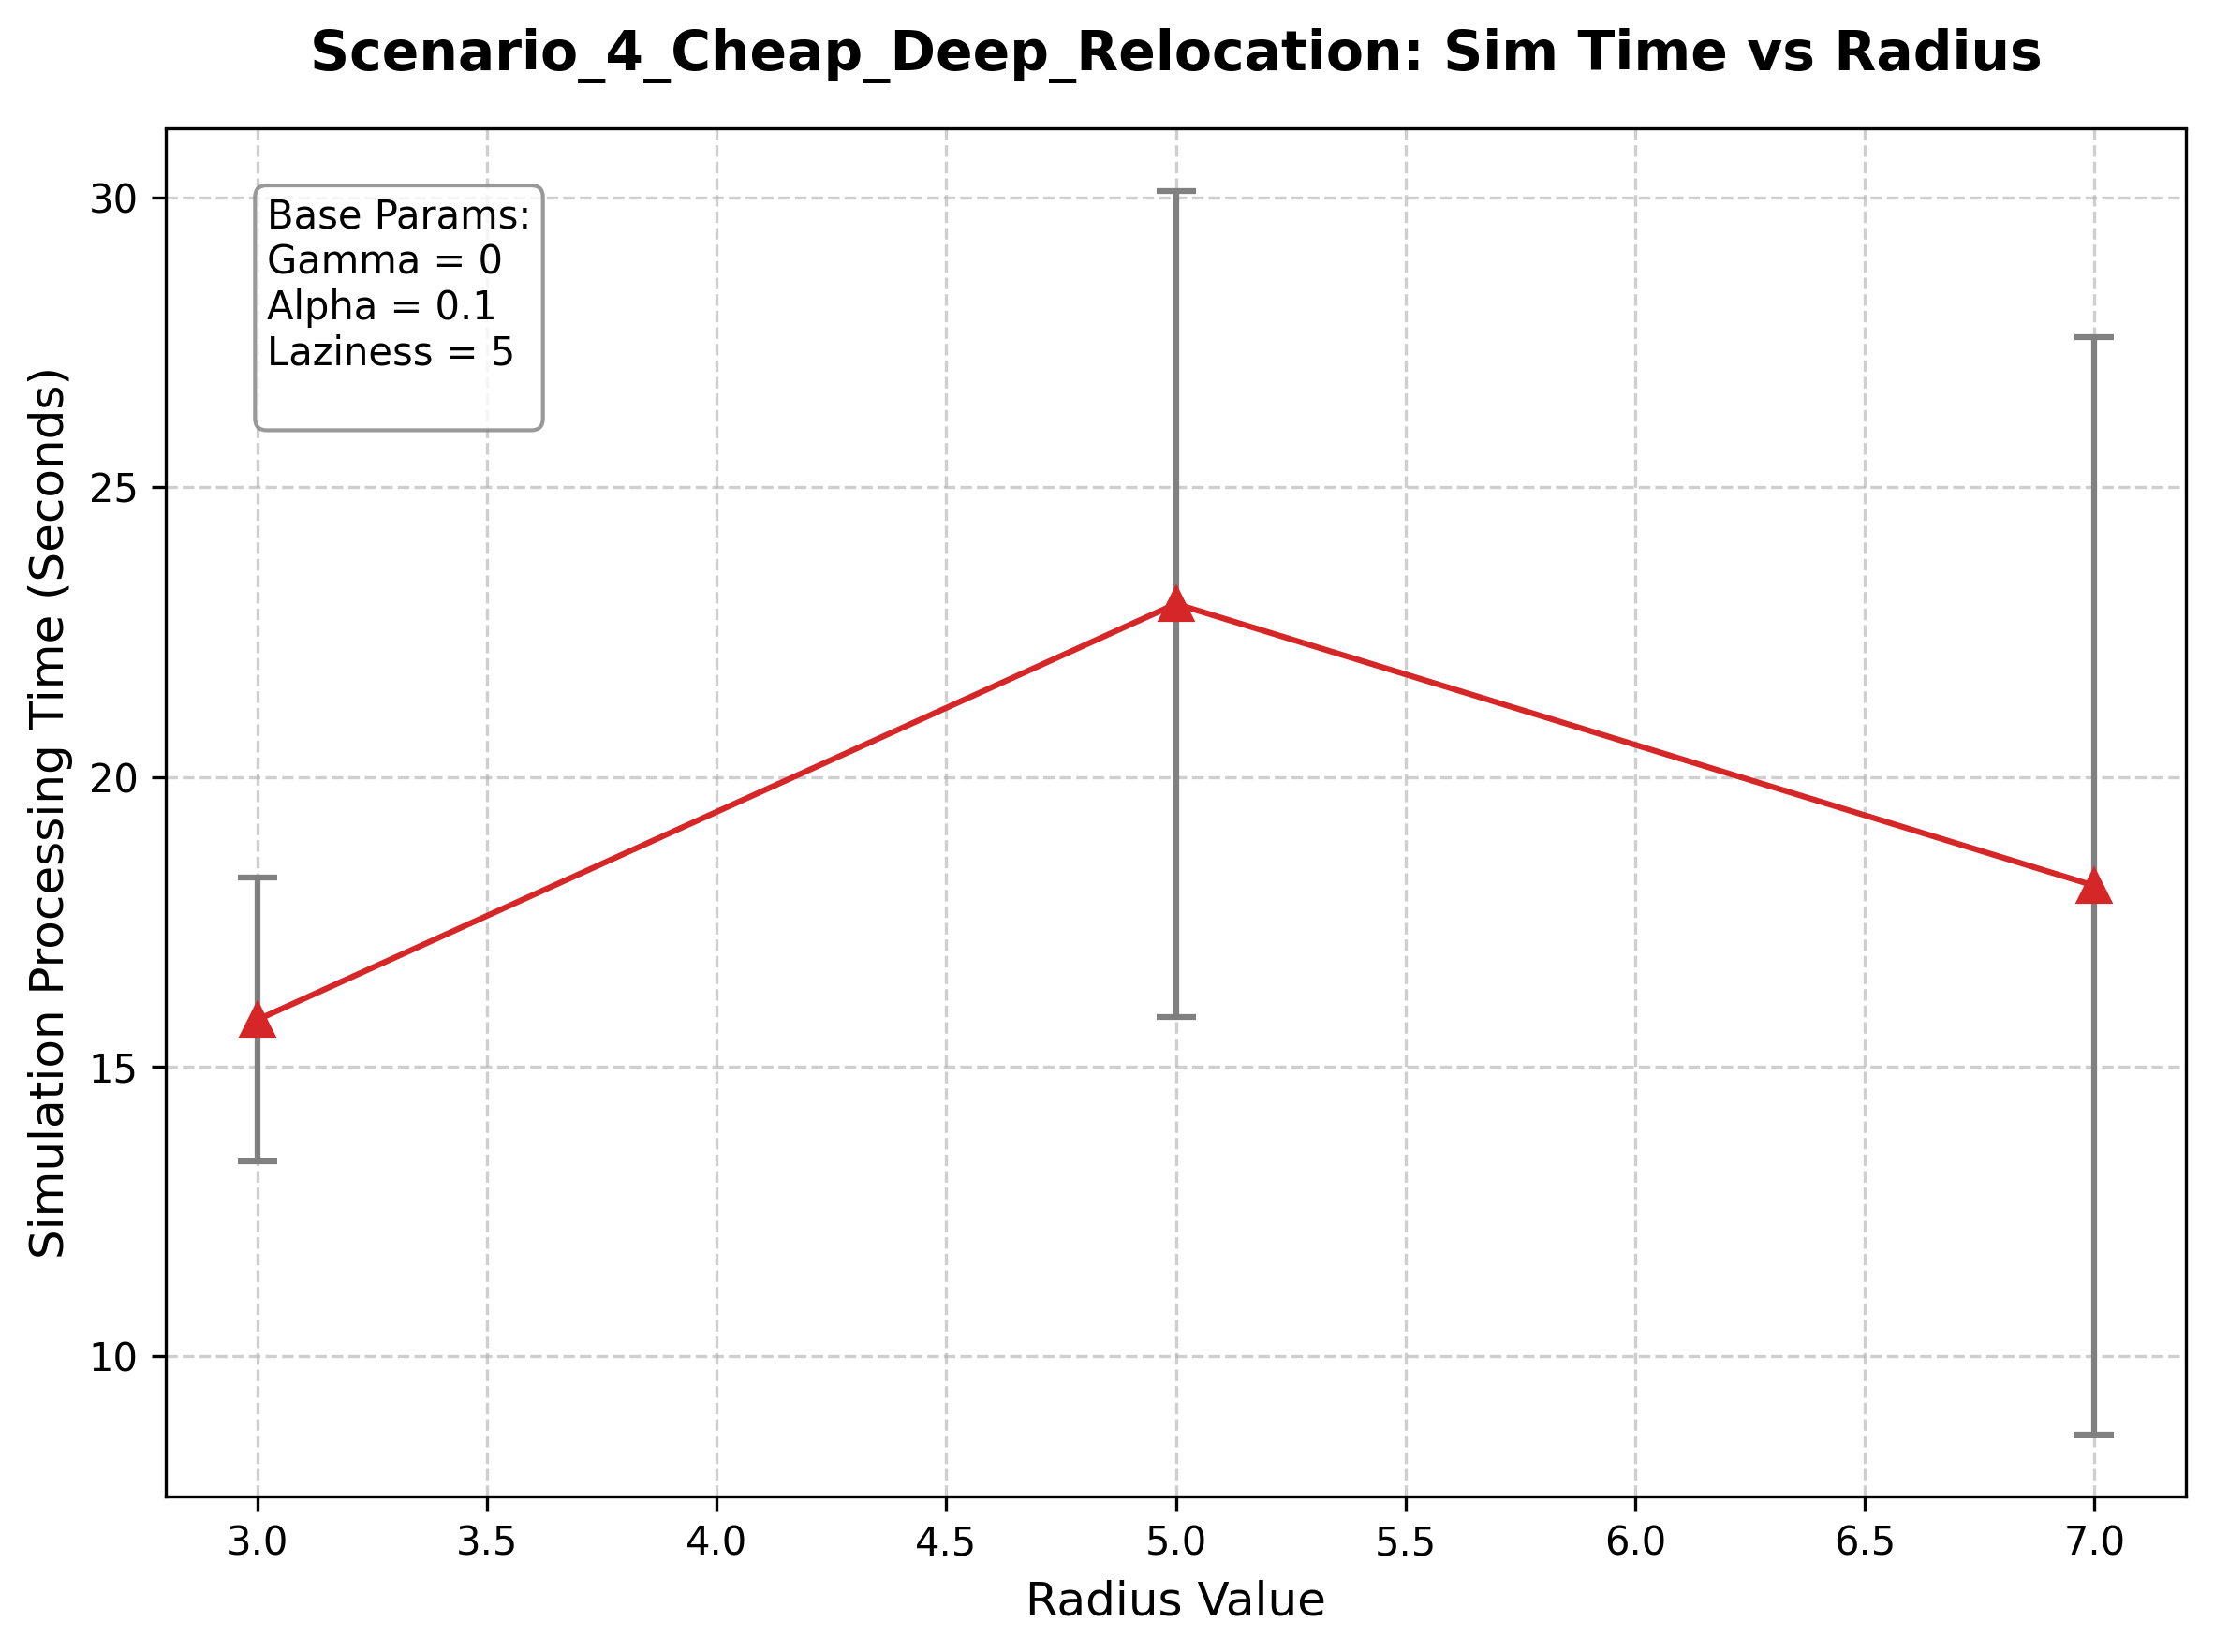 Scenario_4_Cheap_Deep_Relocation: Sim Time vs Radius
Base Params:
Gamma = 0
Alpha = 0.1
Laziness = 5
Simulation Processing Time (Seconds)
30
25
20
15
10
3.0 3.5 4.0 4.5 5.0 5.5 6.0 6.5 7.0
Radius Value